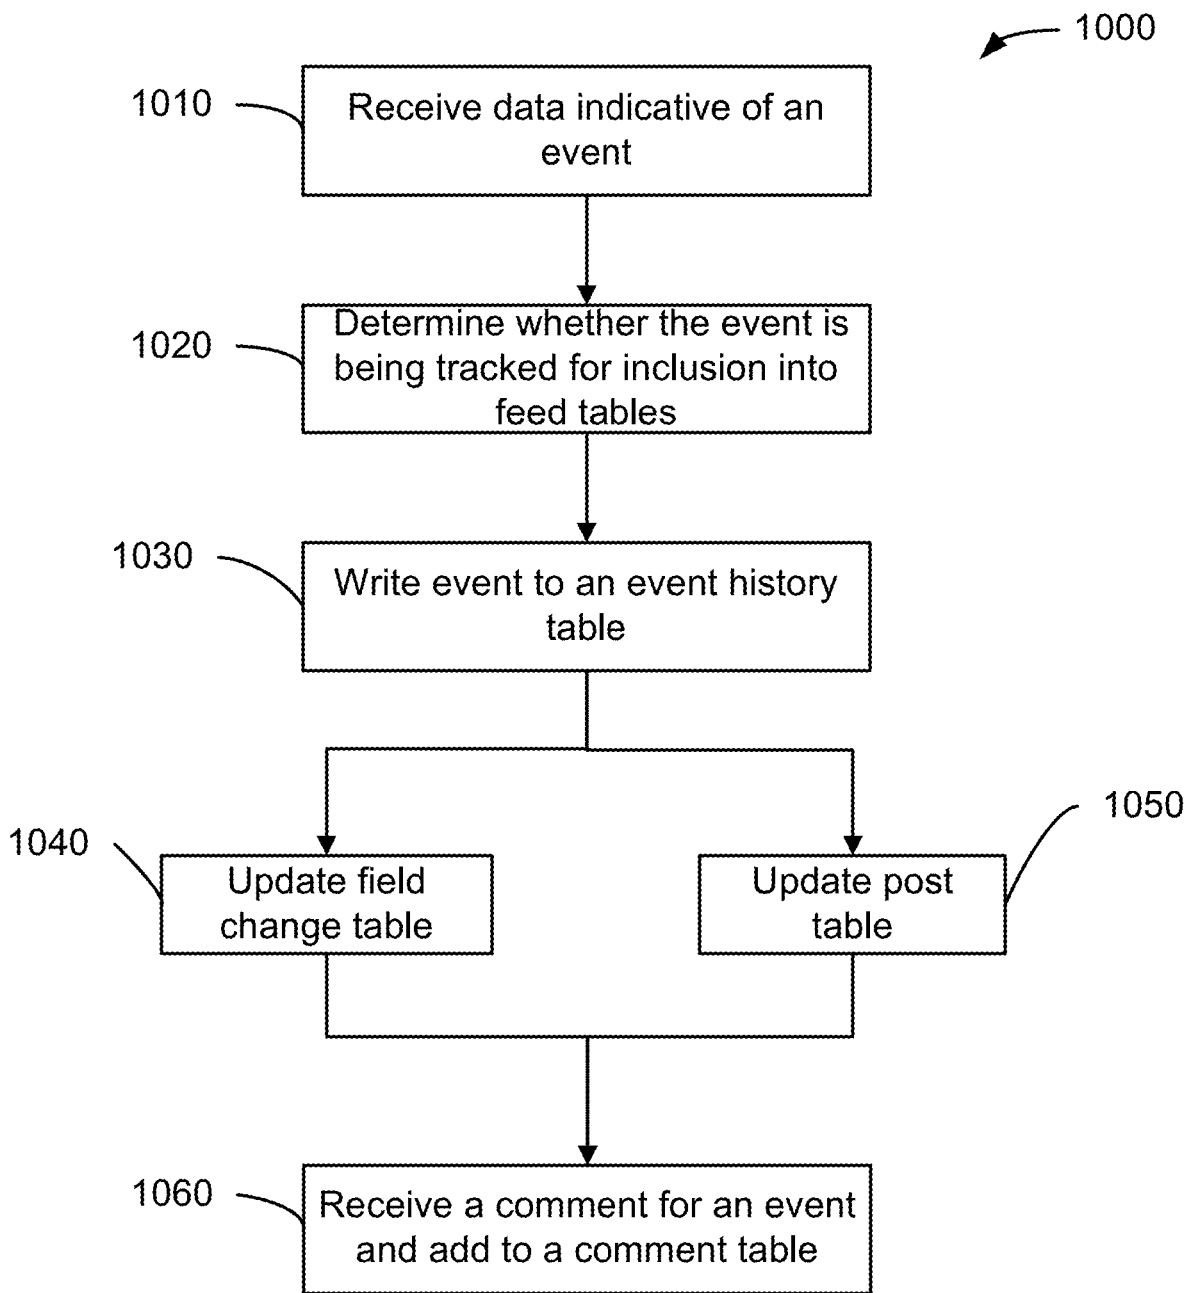 1000
1010
Receive data indicative of an
event
1020
Determine whether the event is
being tracked for inclusion into
feed tables
1030
Write event to an event history
table
1040
Update field
change table
1050
Update post
table
1060
Receive a comment for an event
and add to a comment table